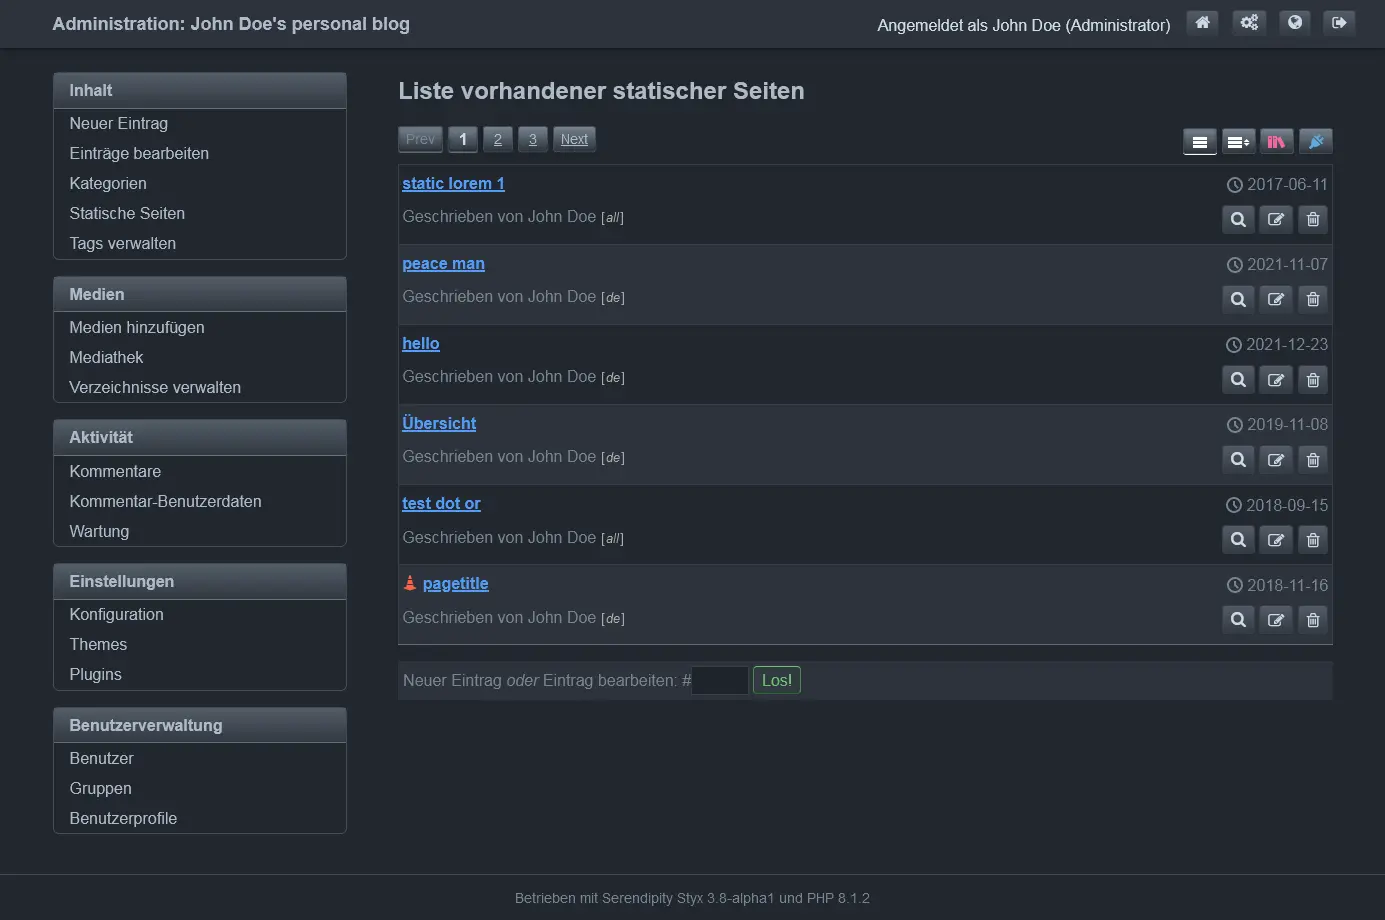 Administration: John Doe's personal blog
Angemeldet als John Doe (Administrator)
Inhalt
Neuer Eintrag
Einträge bearbeiten
Kategorien
Statische Seiten
Tags verwalten
Medien
Medien hinzufügen
Mediathek
Verzeichnisse verwalten
Aktivität
Kommentare
Kommentar-Benutzerdaten
Wartung
Einstellungen
Konfiguration
Themes
Plugins
Benutzerverwaltung
Benutzer
Gruppen
Benutzerprofile
Liste vorhandener statischer Seiten
Prev 1 2 3 Next
static lorem 1 2017-06-11
Geschrieben von John Doe [all]
peace man 2021-11-07
Geschrieben von John Doe [de]
hello 2021-12-23
Geschrieben von John Doe [de]
Übersicht 2019-11-08
Geschrieben von John Doe [de]
test dot or 2018-09-15
Geschrieben von John Doe [all]
pagetitle 2018-11-16
Geschrieben von John Doe [de]
Neuer Eintrag oder Eintrag bearbeiten: # Los!
Betrieben mit Serendipity Styx 3.8-alpha1 und PHP 8.1.2